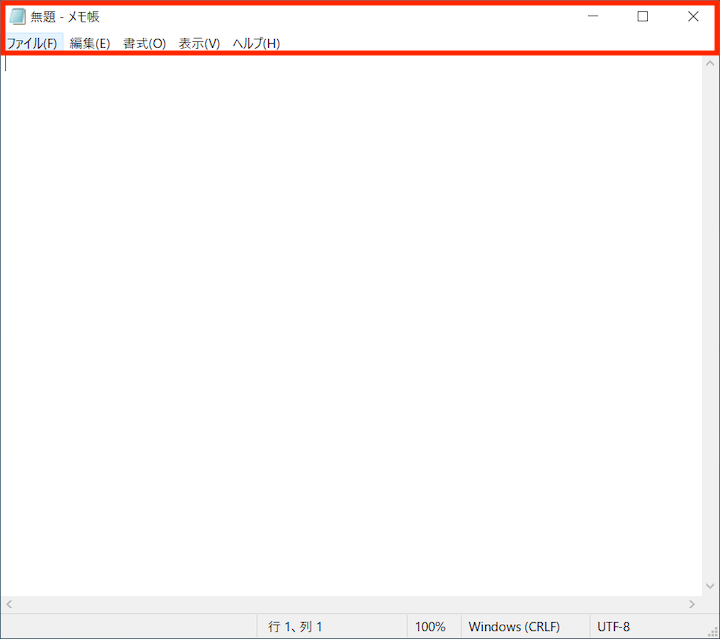 無題 - メモ帳
ファイル(F) 編集(E) 書式(O) 表示(V) ヘルプ(H)
行 1、列 1 100% Windows (CRLF) UTF-8